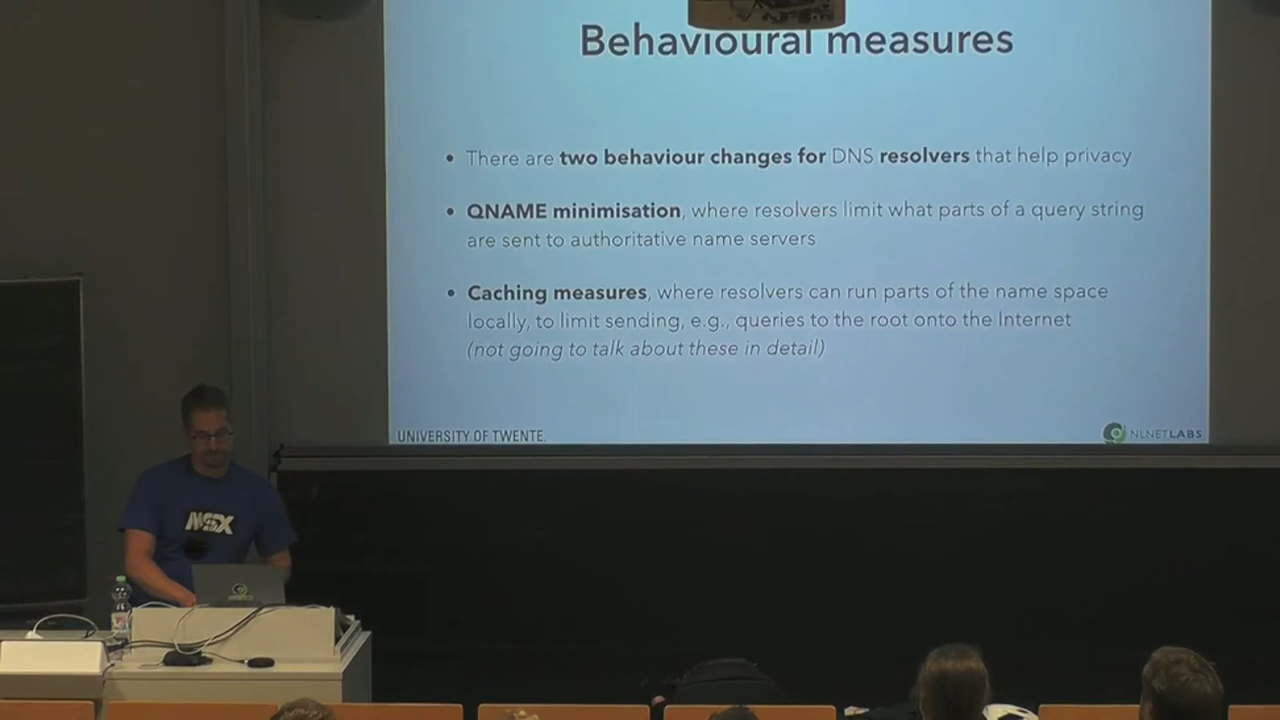 Behavioural measures
• There are two behaviour changes for DNS resolvers that help privacy
• QNAME minimisation, where resolvers limit what parts of a query string
are sent to authoritative name servers
• Caching measures, where resolvers can run parts of the name space
locally, to limit sending, e.g., queries to the root onto the Internet
(not going to talk about these in detail)
UNIVERSITY OF TWENTE.
NLNETLABS
MSX